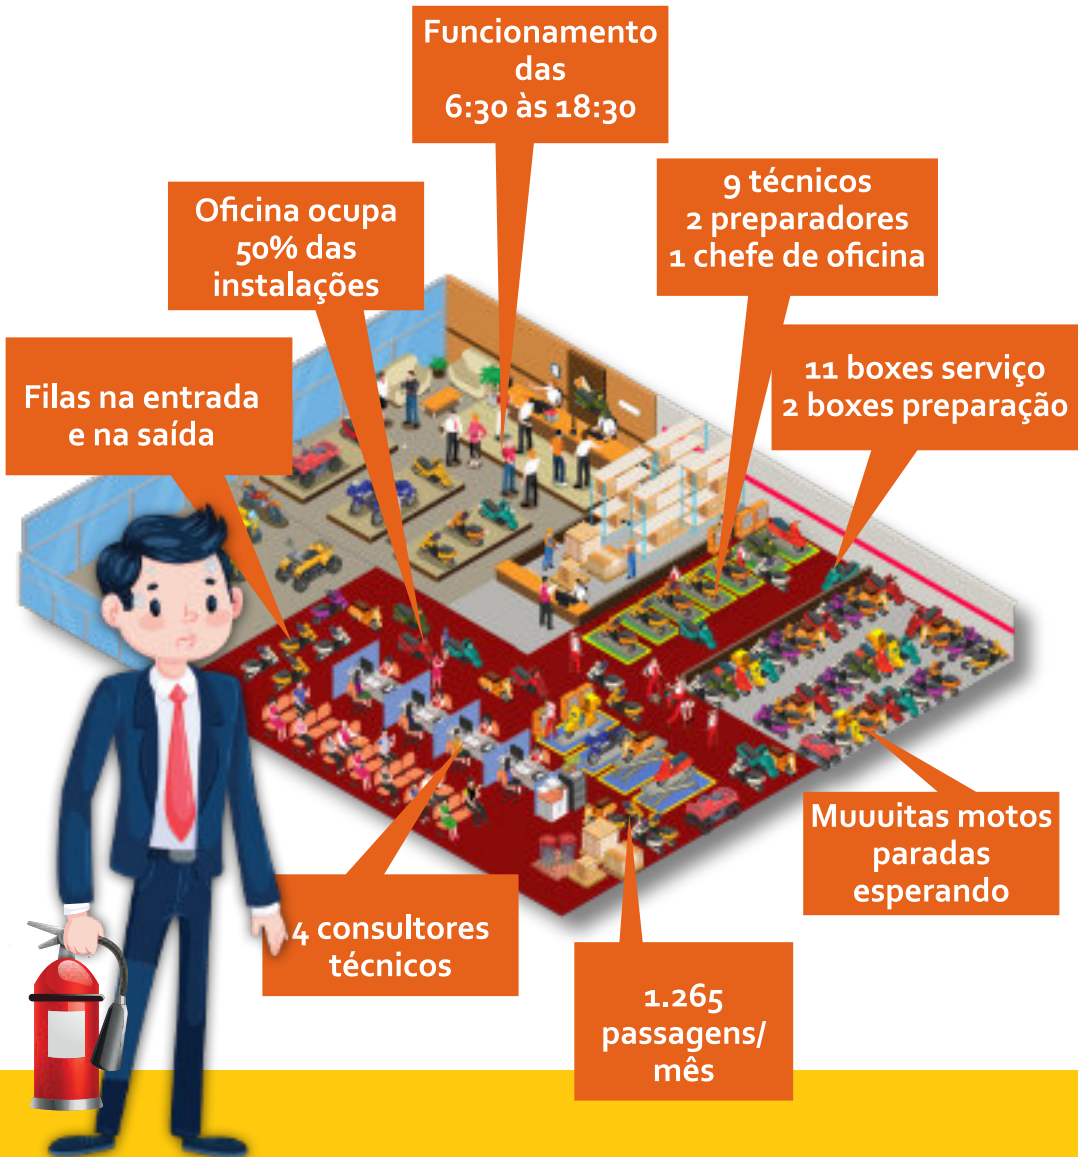 Funcionamento
das
6:30 às 18:30
9 técnicos
2 preparadores
1 chefe de oficina
Oficina ocupa
50% das
instalações
11 boxes serviço
2 boxes preparação
Filas na entrada
e na saída
Muuuitas motos
paradas
esperando
4 consultores
técnicos
1.265
passagens/
mês